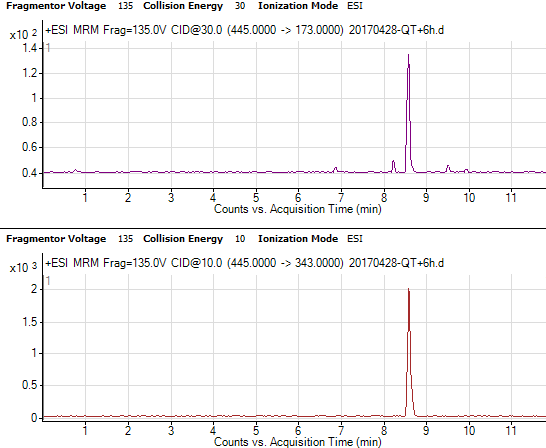 Fragmentor Voltage 135 Collision Energy 30 Ionization Mode ESI
x10 2 +ESI MRM Frag=135.0V CID@30.0 (445.0000 -> 173.0000) 20170428-QT+6h.d
1.4 1
1.2
1
0.8
0.6
0.4
1 2 3 4 5 6 7 8 9 10 11
Counts vs. Acquisition Time (min)
Fragmentor Voltage 135 Collision Energy 10 Ionization Mode ESI
x10 3 +ESI MRM Frag=135.0V CID@10.0 (445.0000 -> 343.0000) 20170428-QT+6h.d
1
2
1.5
1
0.5
0
1 2 3 4 5 6 7 8 9 10 11
Counts vs. Acquisition Time (min)